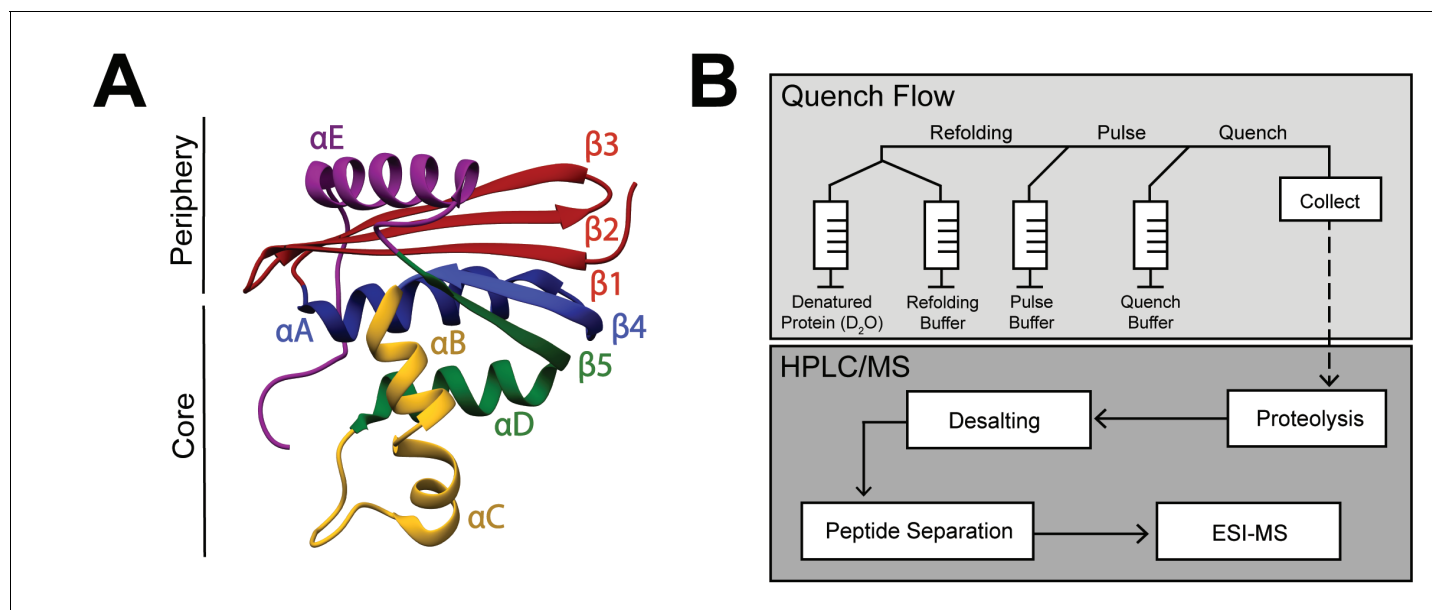 A
Periphery
Core
αE
β3
β2
β1
αA
αB
β4
β5
αD
αC
B
Quench Flow
Refolding
Pulse
Quench
Collect
Denatured
Protein (D₂O)
Refolding
Buffer
Pulse
Buffer
Quench
Buffer
HPLC/MS
Desalting
Proteolysis
Peptide Separation
ESI-MS